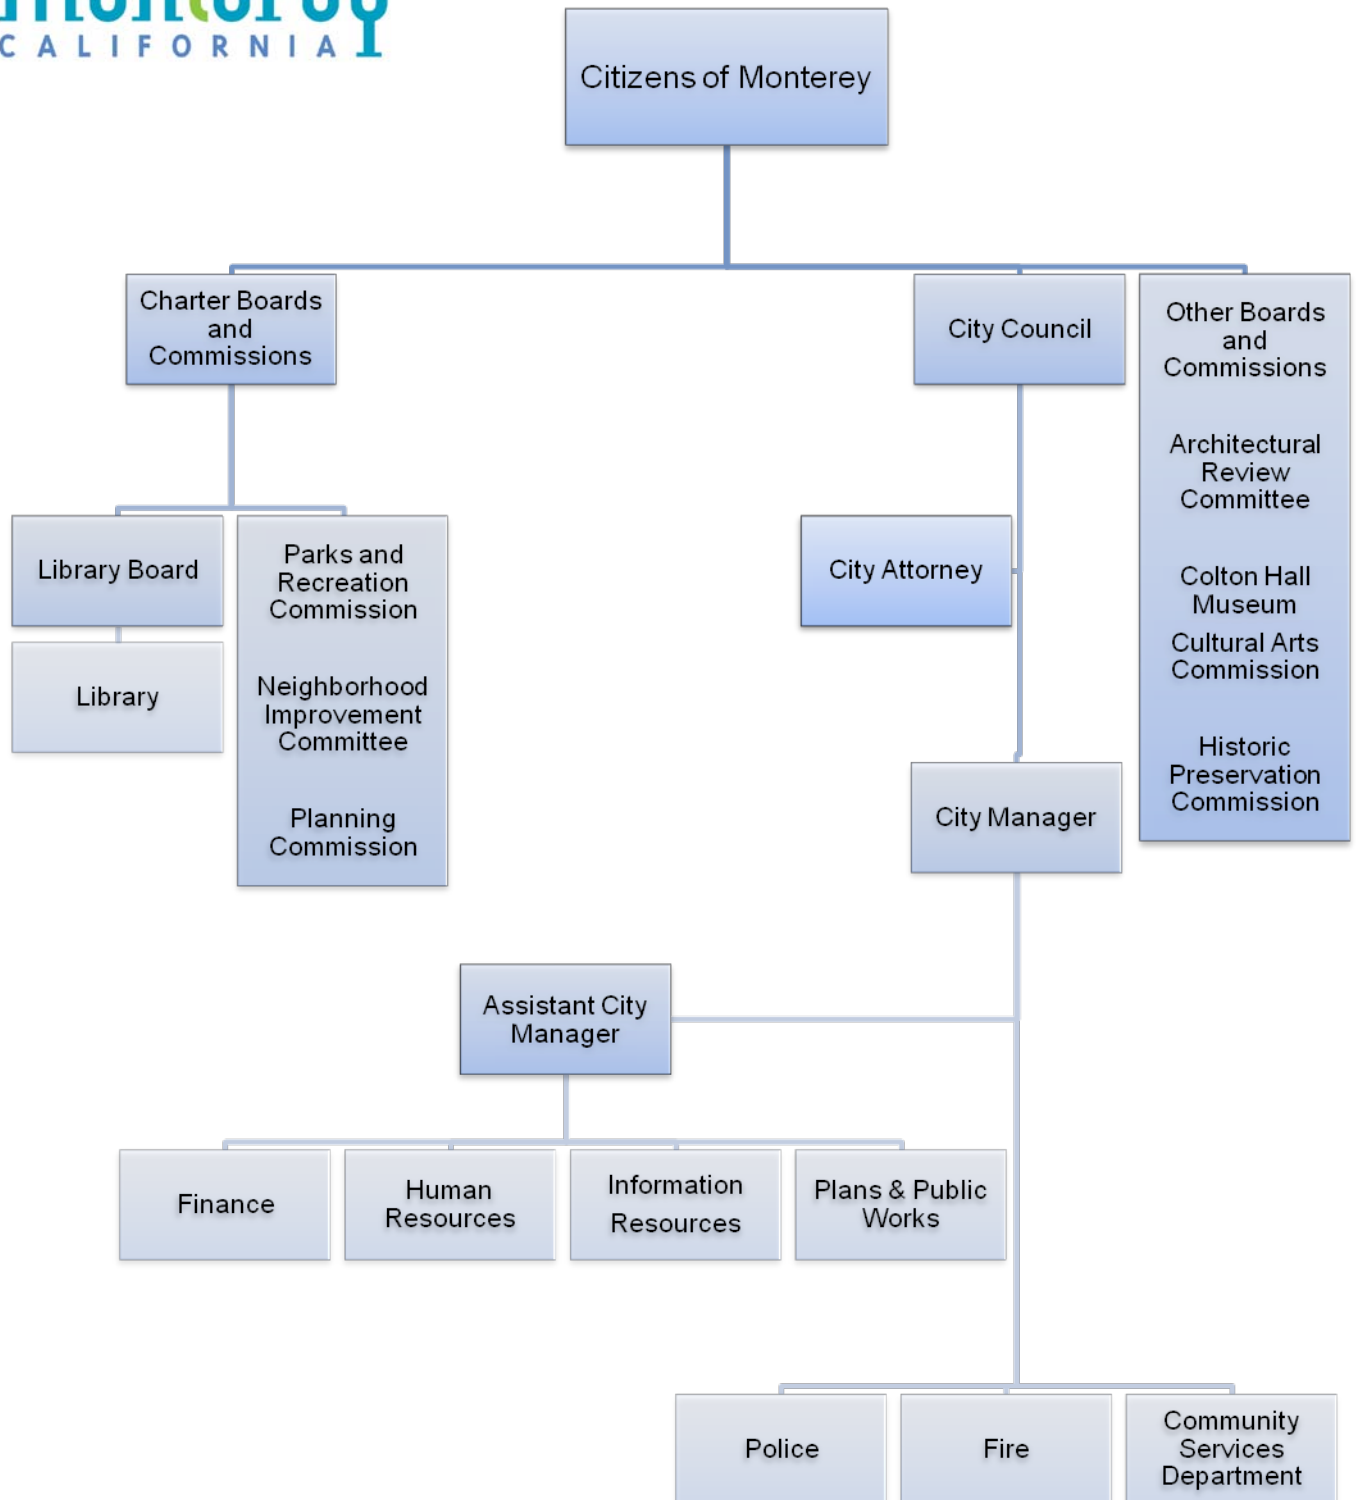 monterey
CALIFORNIA
Citizens of Monterey
Charter Boards
and
Commissions
City Council
Other Boards
and
Commissions
Architectural
Review
Committee
Colton Hall
Museum
Cultural Arts
Commission
Historic
Preservation
Commission
Library Board
Parks and
Recreation
Commission
Neighborhood
Improvement
Committee
Planning
Commission
Library
City Attorney
City Manager
Assistant City
Manager
Finance
Human
Resources
Information
Resources
Plans & Public
Works
Police
Fire
Community
Services
Department